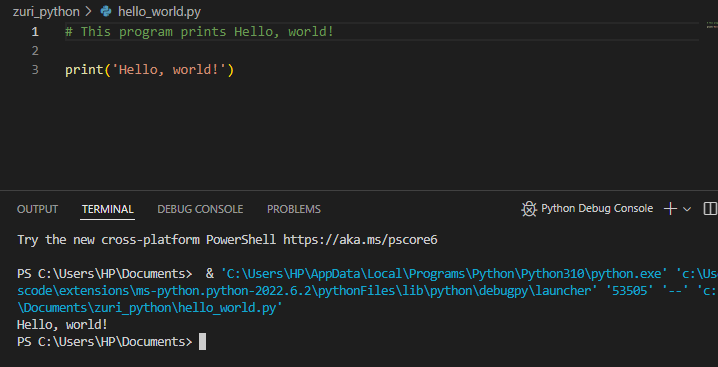 zuri_python > hello_world.py
1 # This program prints Hello, world!
2
3 print('Hello, world!')
OUTPUT TERMINAL DEBUG CONSOLE PROBLEMS Python Debug Console
Try the new cross-platform PowerShell https://aka.ms/pscore6
PS C:\Users\HP\Documents>  & 'C:\Users\HP\AppData\Local\Programs\Python\Python310\python.exe' 'c:\Us
scode\extensions\ms-python.python-2022.6.2\pythonFiles\lib\python\debugpy\launcher' '53505' '--' 'c:
\Documents\zuri_python\hello_world.py'
Hello, world!
PS C:\Users\HP\Documents>